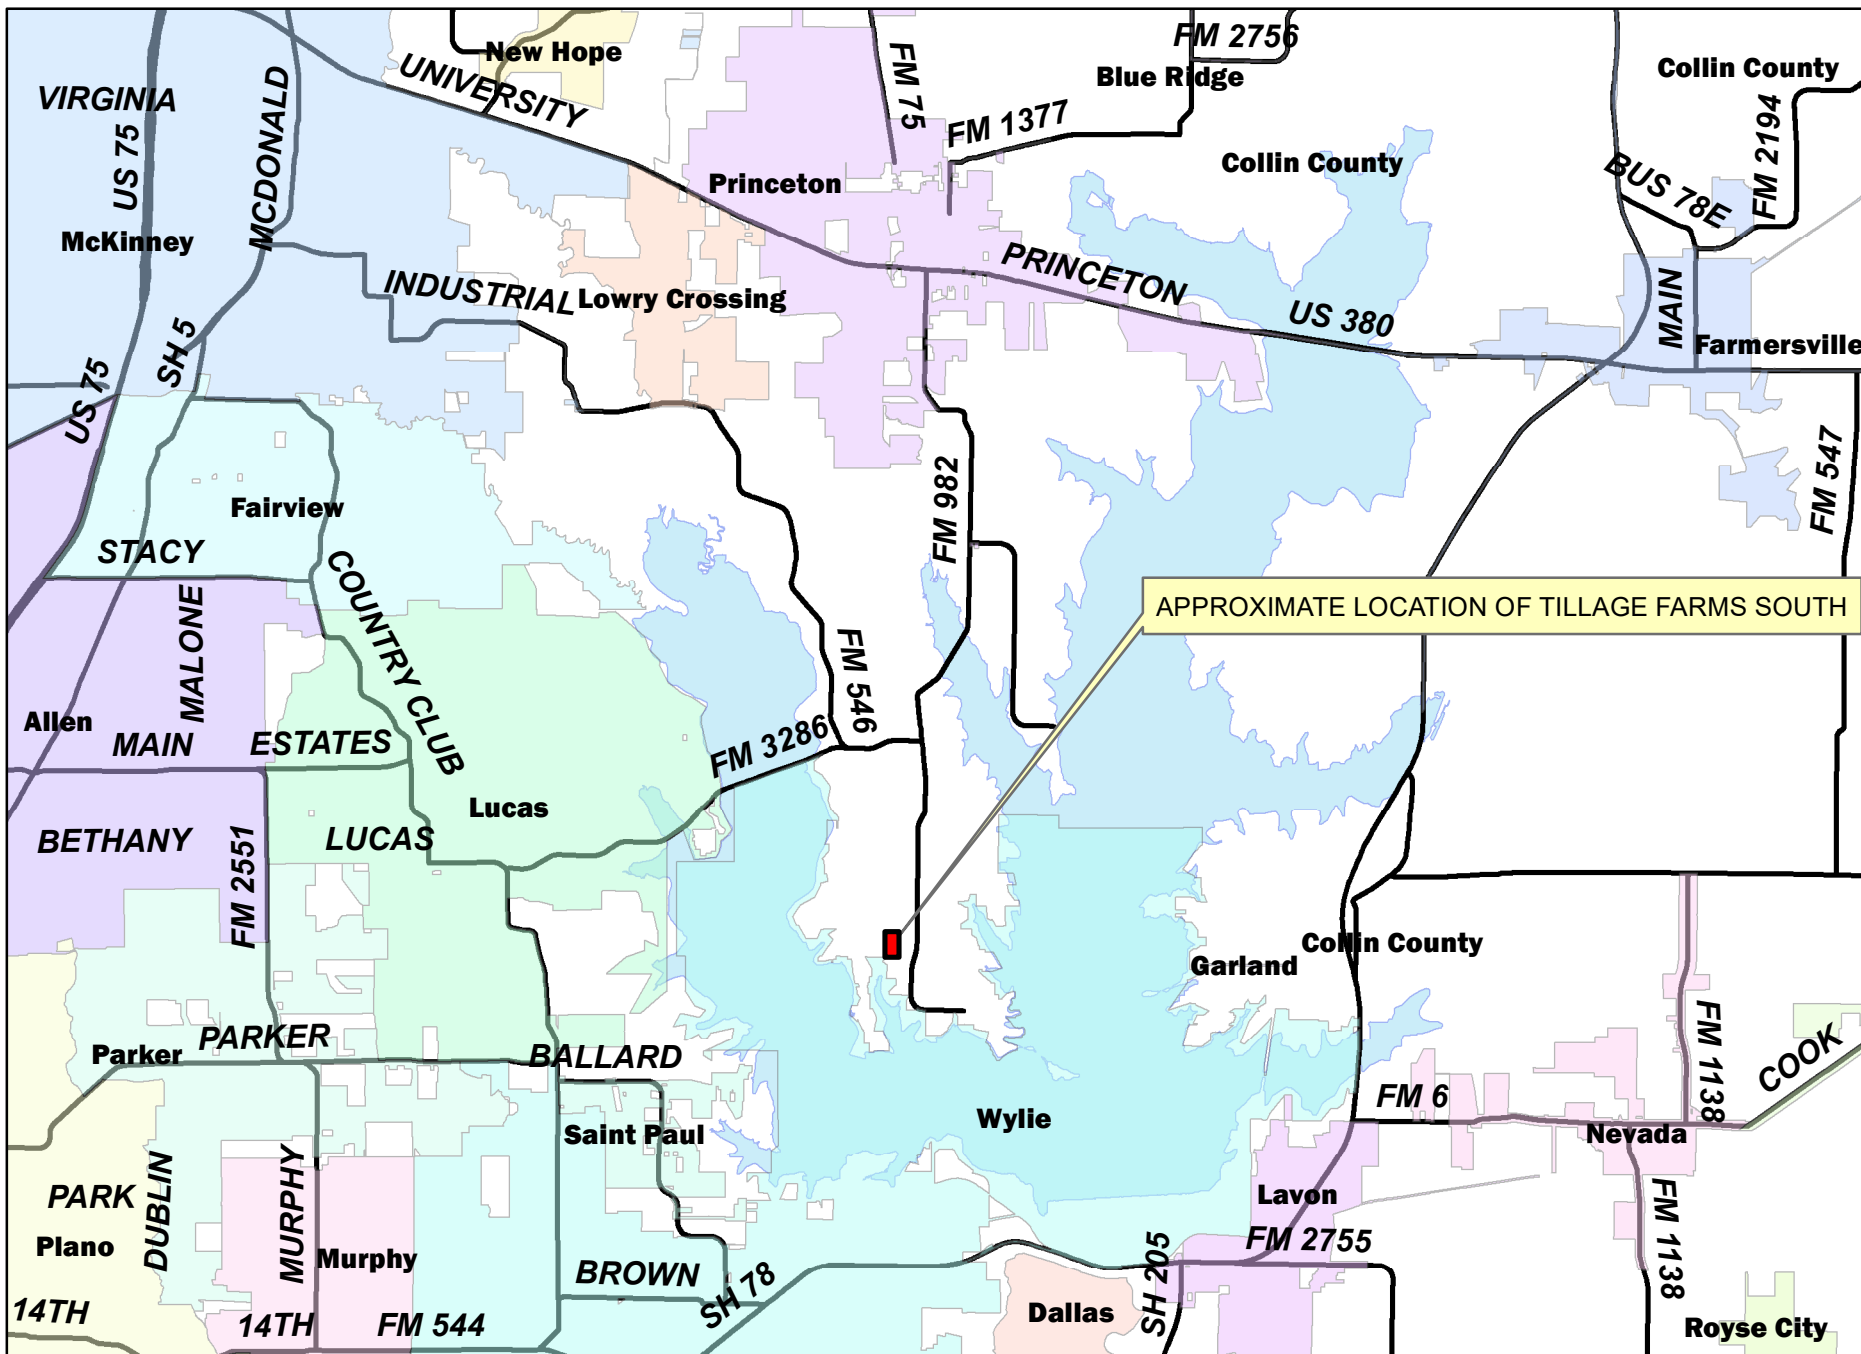 New Hope
FM 2756
Blue Ridge
Collin County
VIRGINIA
US 75
MCDONALD
UNIVERSITY
FM 75
FM 1377
FM 2194
Collin County
BUS 78E
Princeton
McKinney
PRINCETON
INDUSTRIAL
Lowry Crossing
US 380
MAIN
Farmersville
SH 5
US 75
FM 547
FM 982
Fairview
STACY
COUNTRY CLUB
MALONE
APPROXIMATE LOCATION OF TILLAGE FARMS SOUTH
FM 546
Allen
MAIN
ESTATES
FM 3286
Lucas
BETHANY
LUCAS
FM 2551
Collin County
Garland
FM 1138
COOK
PARKER
Parker
BALLARD
FM 6
Wylie
Saint Paul
Nevada
DUBLIN
MURPHY
PARK
Lavon
FM 1138
Plano
Murphy
FM 2755
SH 205
BROWN
SH 78
14TH
14TH
FM 544
Dallas
Royse City